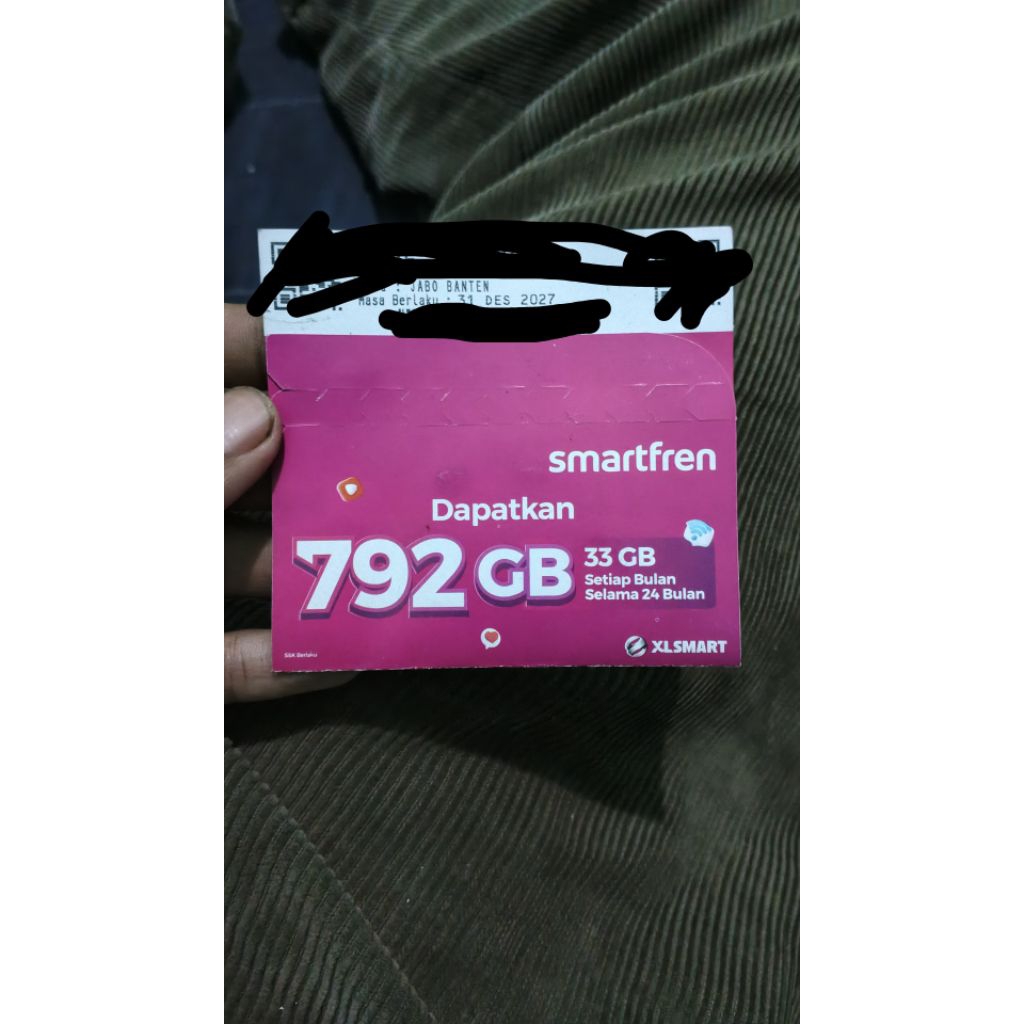 : JABO BANTEN
Masa Berlaku : 31 DES 2027
smartfren
Dapatkan
792 GB
33 GB
Setiap Bulan
Selama 24 Bulan
S&K Berlaku
XLSMART